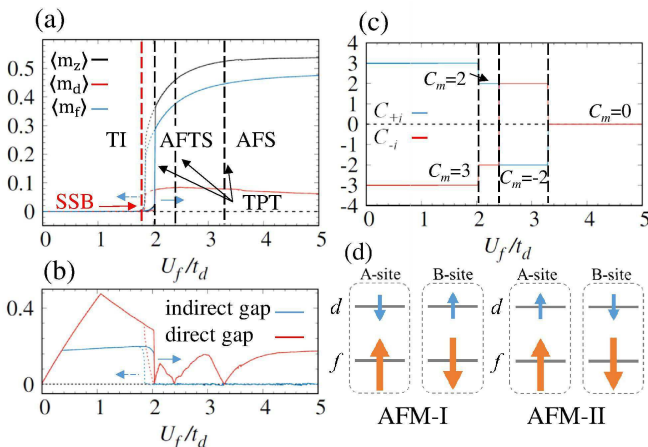 (a)
0.5
0.4
0.3
0.2
0.1
0
⟨m_z⟩
⟨m_d⟩
⟨m_f⟩
TI
AFTS
AFS
SSB
TPT
0 1 2 3 4 5
U_f/t_d
(b)
0.4
0.2
0
indirect gap
direct gap
0 1 2 3 4 5
U_f/t_d
(c)
4
3
2
1
0
-1
-2
-3
-4
C_m=2
C_m=0
C_{+i}
C_{-i}
C_m=3
C_m=-2
0 1 2 3 4 5
U_f/t_d
(d)
A-site B-site A-site B-site
d d
f f
AFM-I AFM-II